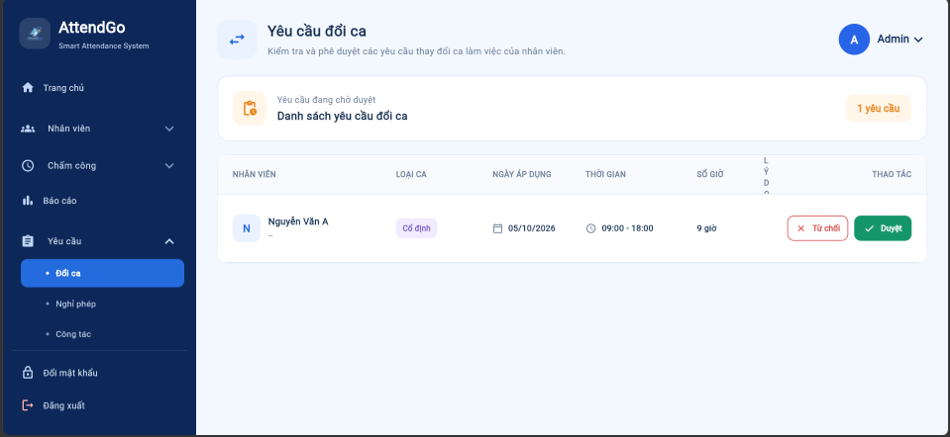 AttendGo
Smart Attendance System
Trang chủ
Nhân viên
Chấm công
Báo cáo
Yêu cầu
• Đổi ca
• Nghỉ phép
• Công tác
Đổi mật khẩu
Đăng xuất
Yêu cầu đổi ca
Kiểm tra và phê duyệt các yêu cầu thay đổi ca làm việc của nhân viên.
A Admin
Yêu cầu đang chờ duyệt
Danh sách yêu cầu đổi ca
1 yêu cầu
NHÂN VIÊN LOẠI CA NGÀY ÁP DỤNG THỜI GIAN SỐ GIỜ LÝ DO THAO TÁC
N Nguyễn Văn A Cố định 05/10/2026 09:00 - 18:00 9 giờ Từ chối Duyệt
--